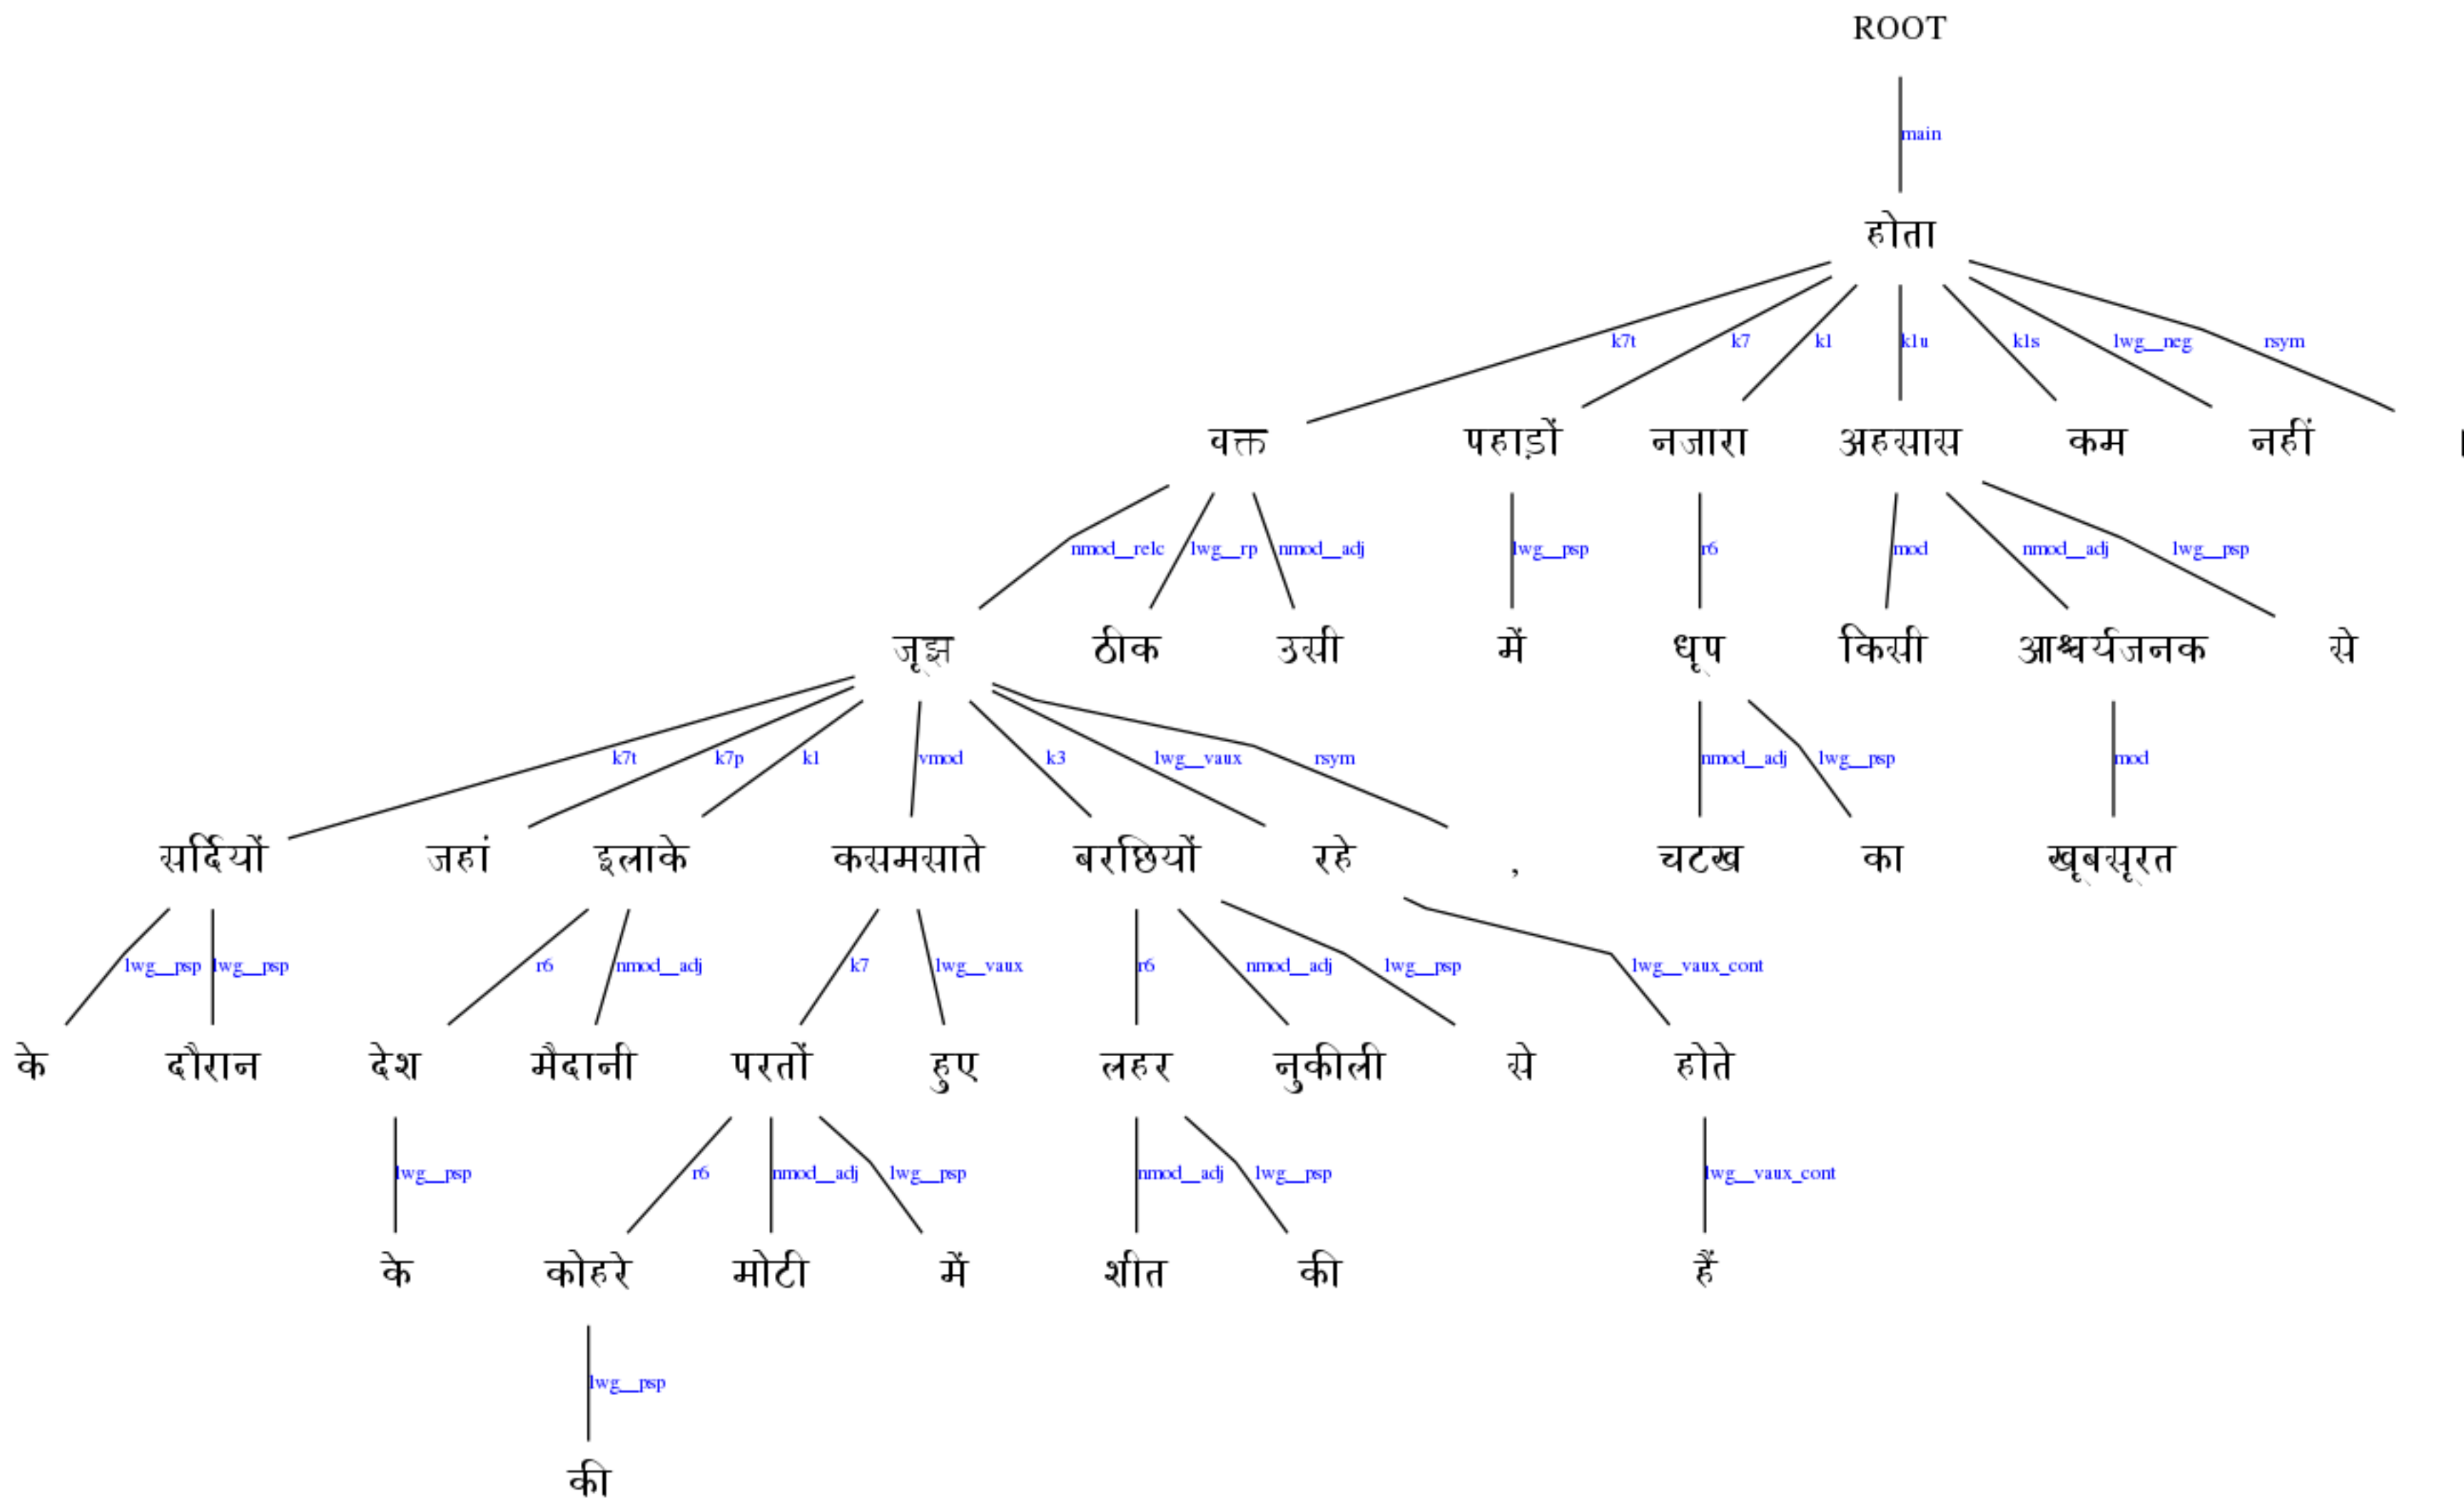 ROOT
main
होता
k7t k7 k1 k1u k1s lwg__neg rsym
वक्त पहाड़ों नजारा अहसास कम नहीं
nmod__relc lwg__rp nmod__adj lwg__psp r6 mod nmod__adj lwg__psp
जूझ ठीक उसी में धूप किसी आश्चर्यजनक से
k7t k7p k1 vmod k3 lwg__vaux rsym nmod__adj lwg__psp mod
सर्दियों जहां इलाके कसमसाते बरछियों रहे , चटख का खूबसूरत
lwg__psp lwg__psp r6 nmod__adj k7 lwg__vaux r6 nmod__adj lwg__psp lwg__vaux_cont
के दौरान देश मैदानी परतों हुए लहर नुकीली से होते
lwg__psp r6 nmod__adj lwg__psp nmod__adj lwg__psp lwg__vaux_cont
के कोहरे मोटी में शीत की हैं
lwg__psp
की